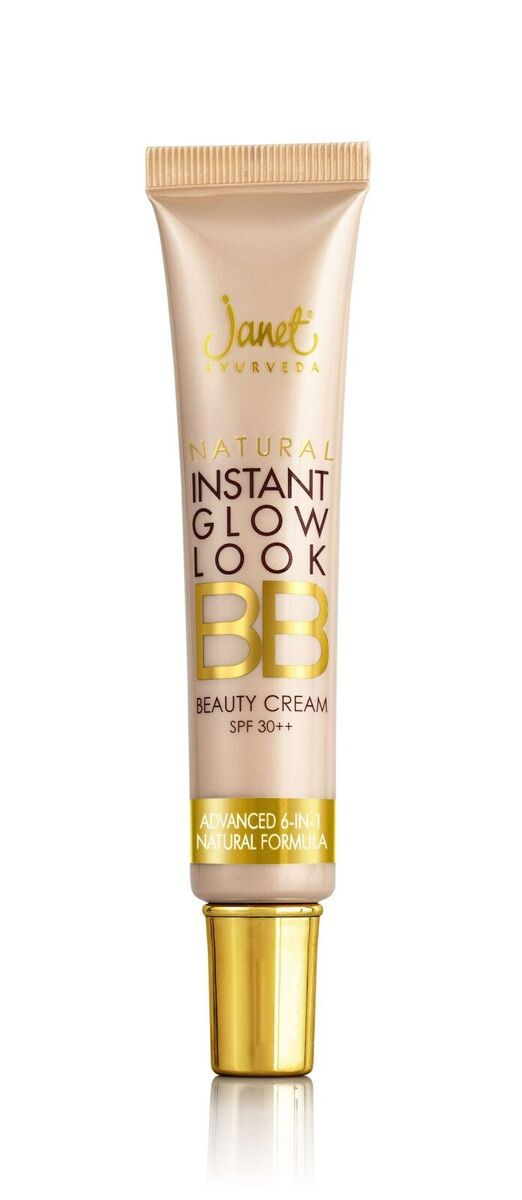 Janet®
AYURVEDA
NATURAL
INSTANT
GLOW
LOOK
BB
BEAUTY CREAM
SPF 30++
ADVANCED 6-IN-1
NATURAL FORMULA